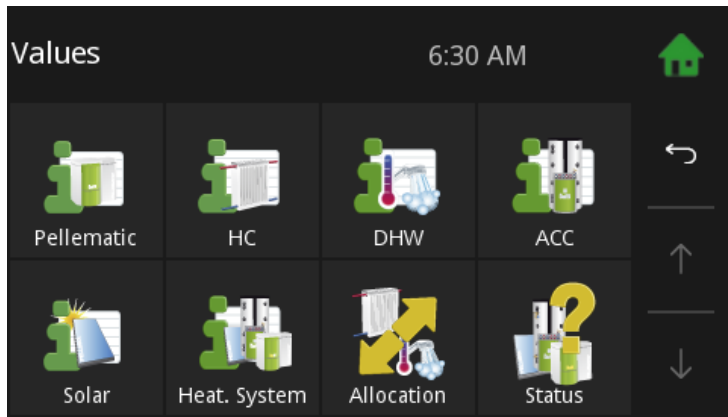 Values 6:30 AM
Pellematic HC DHW ACC
Solar Heat. System Allocation Status